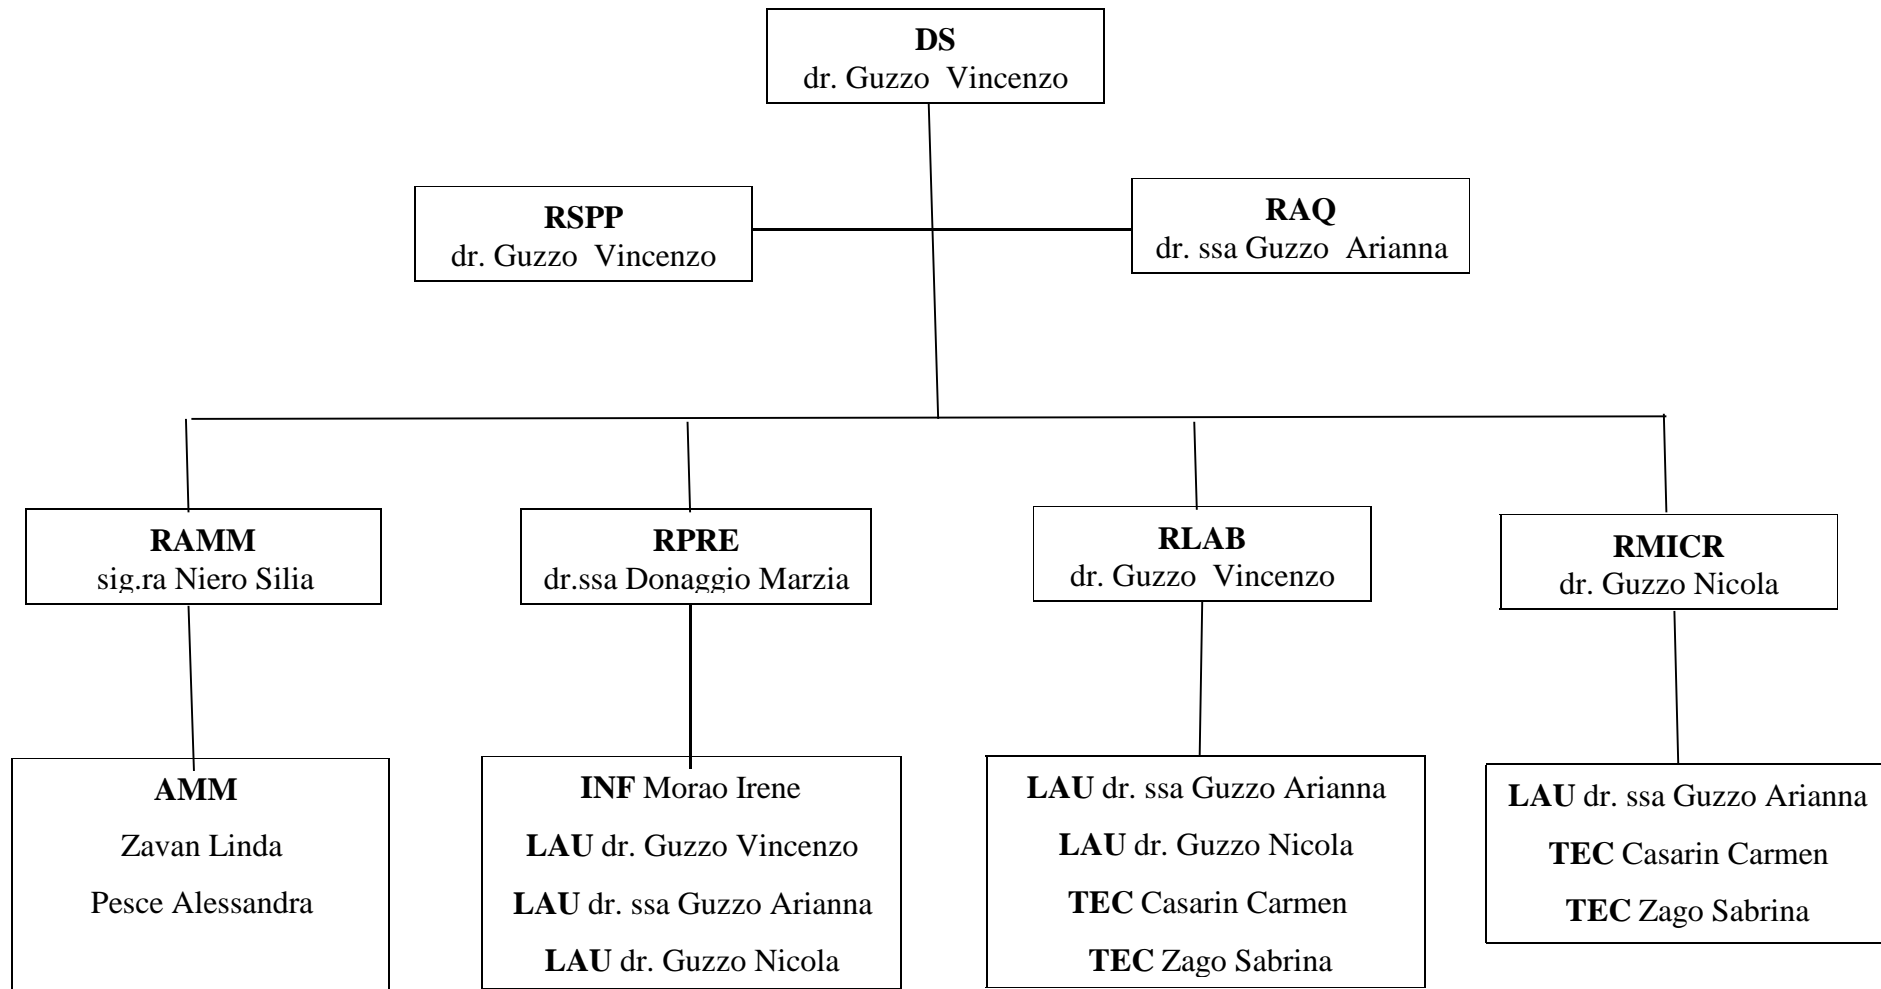 DS
dr. Guzzo Vincenzo
RSPP
dr. Guzzo Vincenzo
RAQ
dr. ssa Guzzo Arianna
RAMM
sig.ra Niero Silia
RPRE
dr.ssa Donaggio Marzia
RLAB
dr. Guzzo Vincenzo
RMICR
dr. Guzzo Nicola
AMM
Zavan Linda
Pesce Alessandra
INF Morao Irene
LAU dr. Guzzo Vincenzo
LAU dr. ssa Guzzo Arianna
LAU dr. Guzzo Nicola
LAU dr. ssa Guzzo Arianna
LAU dr. Guzzo Nicola
TEC Casarin Carmen
TEC Zago Sabrina
LAU dr. ssa Guzzo Arianna
TEC Casarin Carmen
TEC Zago Sabrina